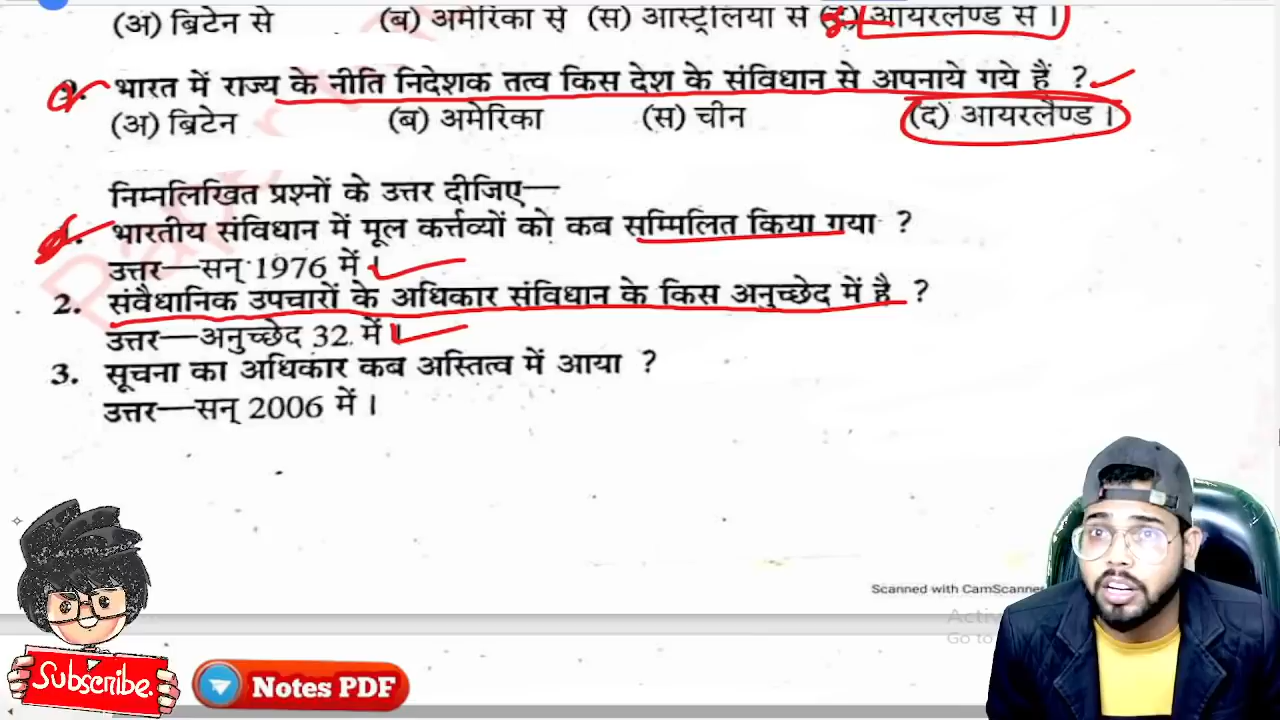 (अ) ब्रिटेन से (ब) अमेरिका से (स) आस्ट्रेलिया से (द) आयरलैण्ड से ।
भारत में राज्य के नीति निदेशक तत्व किस देश के संविधान से अपनाये गये हैं ?
(अ) ब्रिटेन (ब) अमेरिका (स) चीन (द) आयरलैण्ड ।
निम्नलिखित प्रश्नों के उत्तर दीजिए—
भारतीय संविधान में मूल कर्त्तव्यों को कब सम्मिलित किया गया ?
उत्तर—सन् 1976 में ।
2. संवैधानिक उपचारों के अधिकार संविधान के किस अनुच्छेद में है ?
उत्तर—अनुच्छेद 32 में ।
3. सूचना का अधिकार कब अस्तित्व में आया ?
उत्तर—सन् 2006 में ।
Scanned with CamScanner
Go to
Subscribe.
Notes PDF